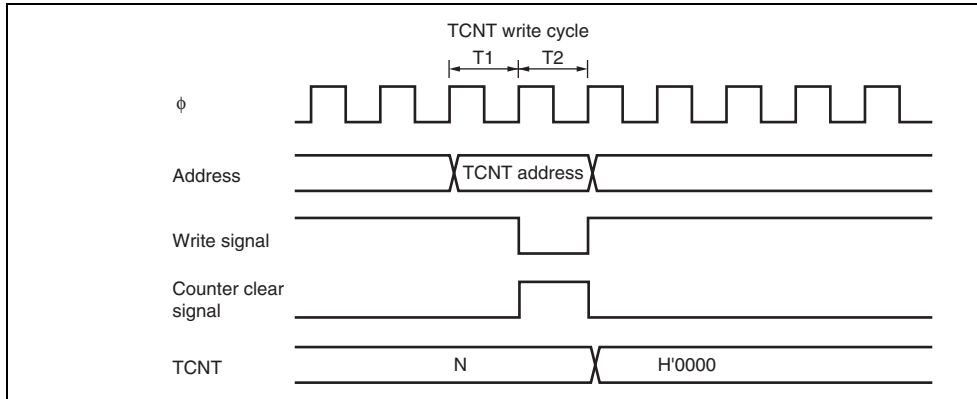 TCNT write cycle
T1 T2
ϕ
Address
TCNT address
Write signal
Counter clear
signal
TCNT
N
H'0000